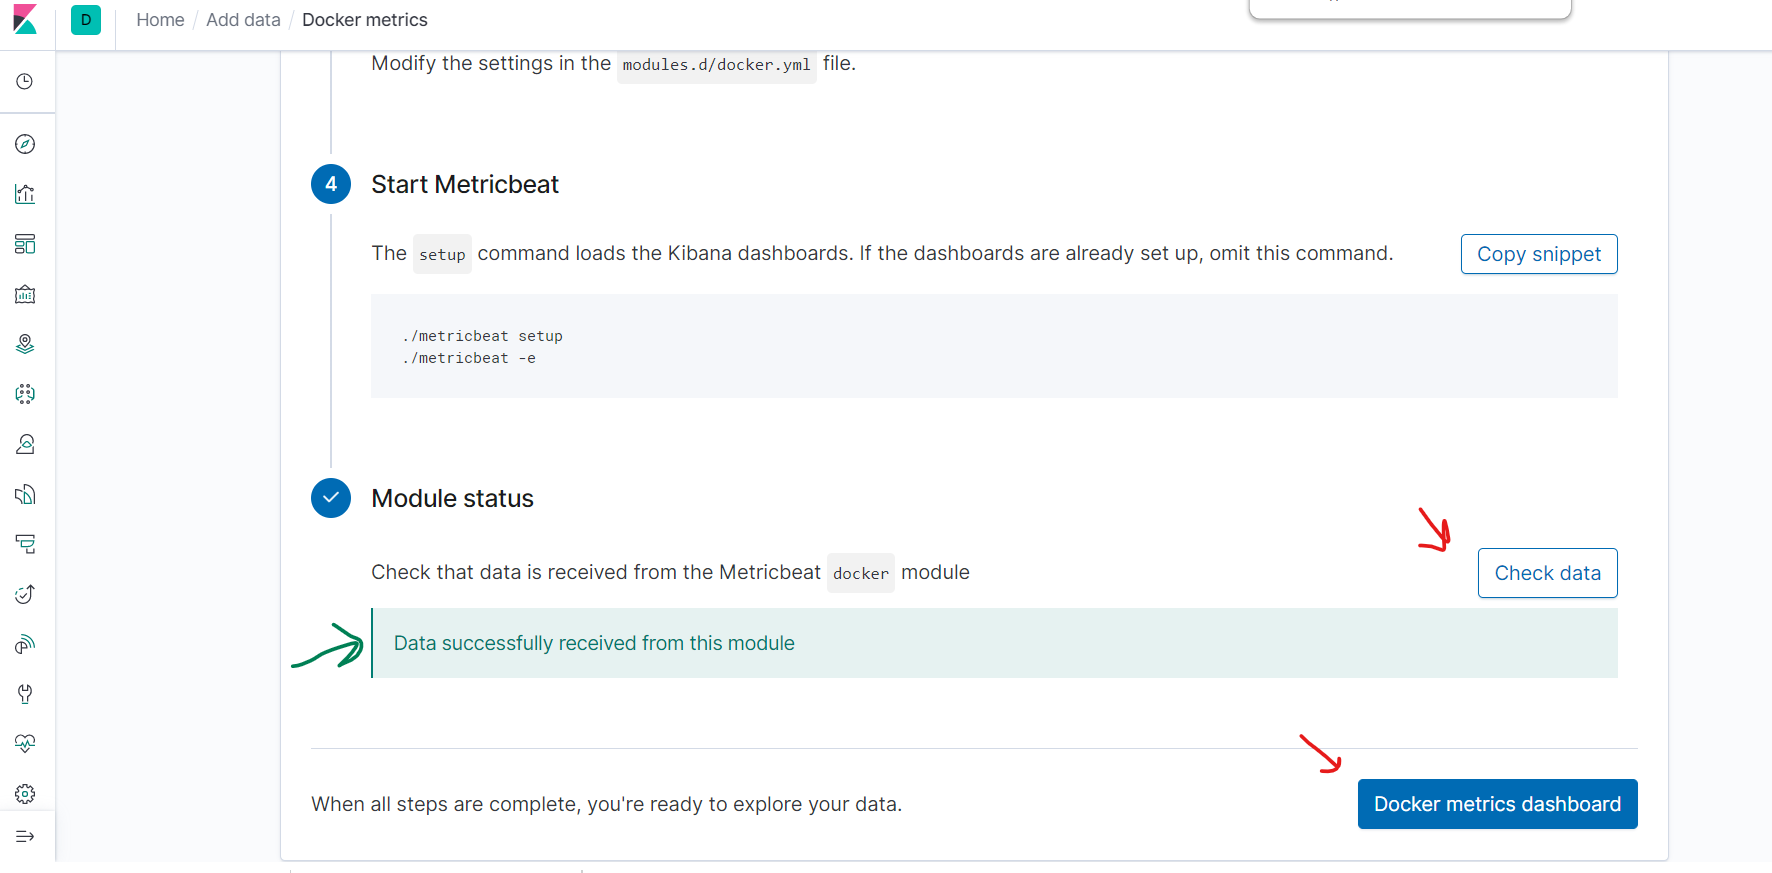 D Home / Add data / Docker metrics
Modify the settings in the modules.d/docker.yml file.
4 Start Metricbeat
The setup command loads the Kibana dashboards. If the dashboards are already set up, omit this command.
Copy snippet
./metricbeat setup
./metricbeat -e
Module status
Check that data is received from the Metricbeat docker module
Check data
Data successfully received from this module
When all steps are complete, you're ready to explore your data.
Docker metrics dashboard